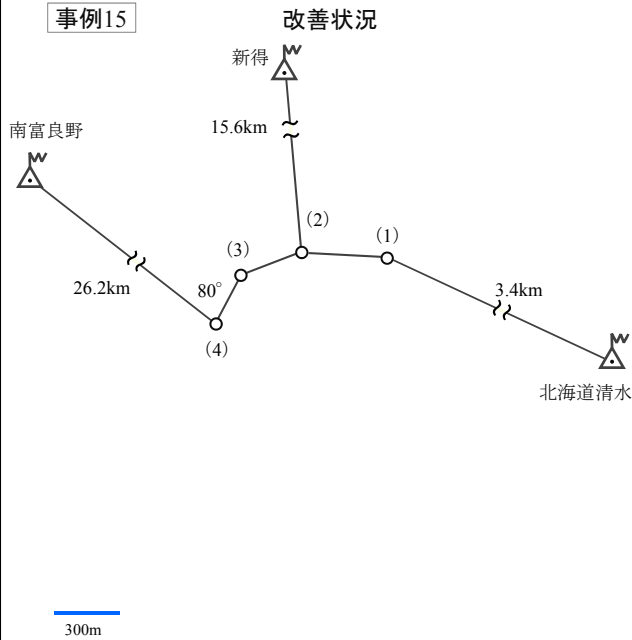 事例15
改善状況
新得
15.6km
南富良野
(2)
(1)
(3)
26.2km
80°
3.4km
(4)
北海道清水
300m